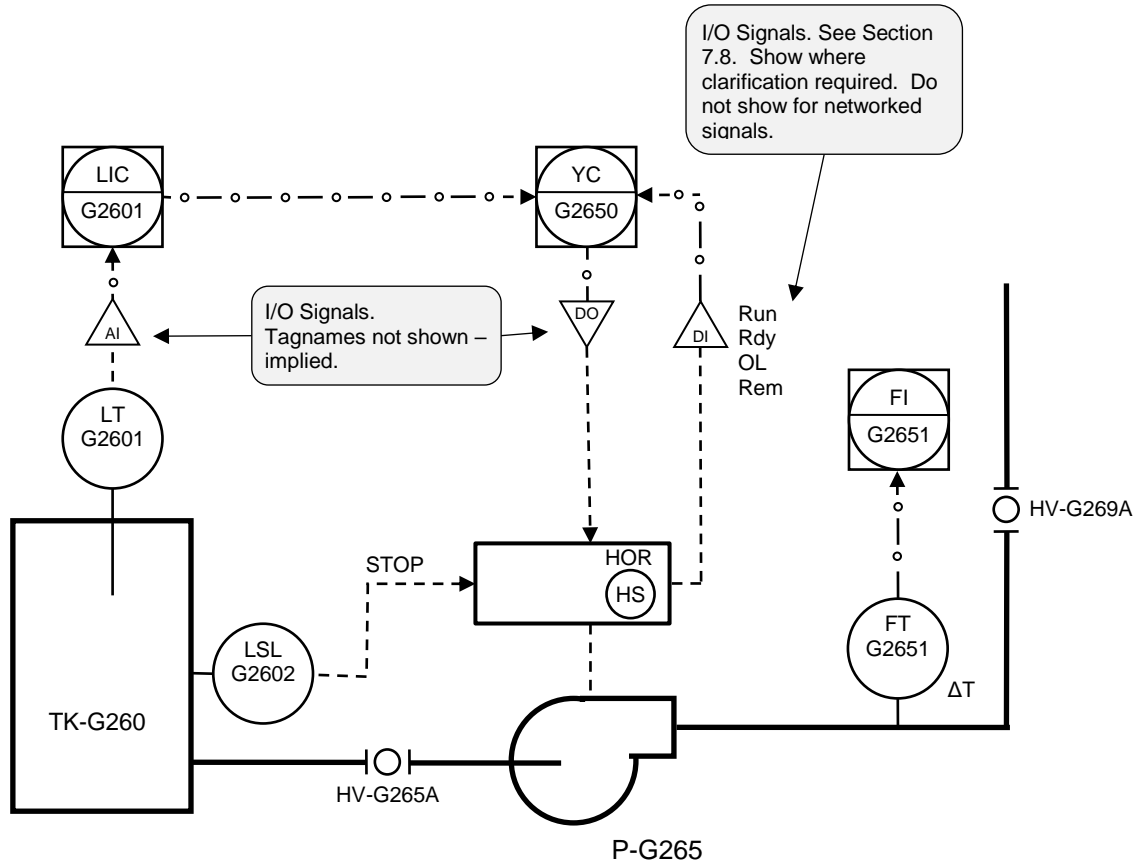 I/O Signals. See Section
7.8. Show where
clarification required. Do
not show for networked
signals.
LIC
G2601
YC
G2650
I/O Signals.
Tagnames not shown –
implied.
AI
DO
DI
Run
Rdy
OL
Rem
LT
G2601
FI
G2651
HV-G269A
STOP
HOR
HS
LSL
G2602
FT
G2651
ΔT
TK-G260
HV-G265A
P-G265